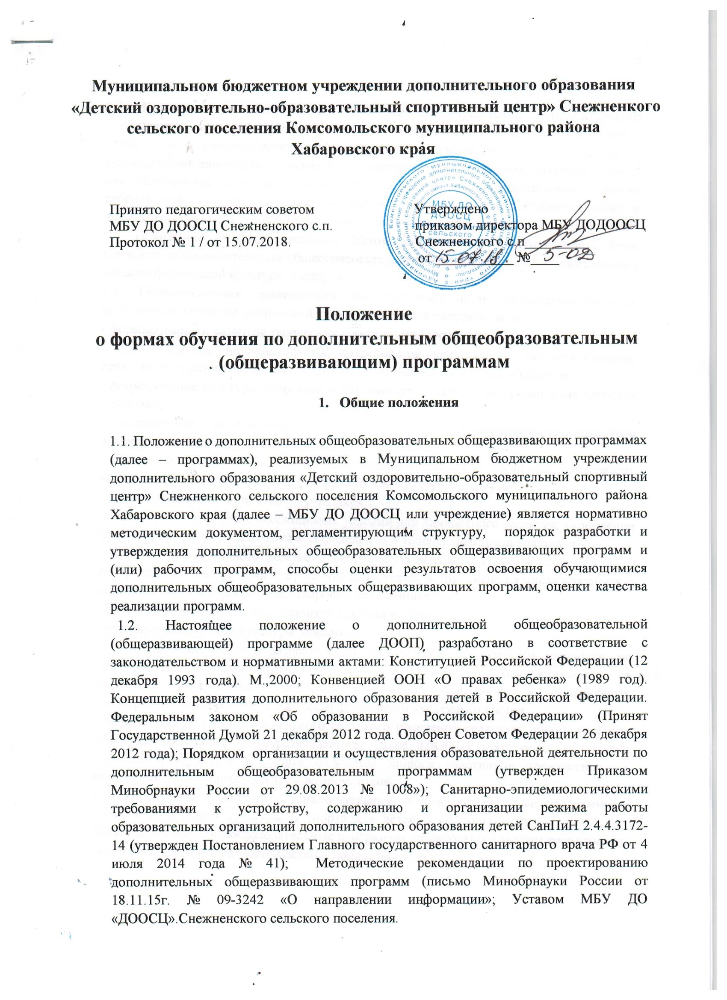 Муниципальном бюджетном учреждении дополнительного образования
«Детский оздоровительно-образовательный спортивный центр» Снежненкого
сельского поселения Комсомольского муниципального района
Хабаровского края
Принято педагогическим советом
МБУ ДО ДООСЦ Снежненского с.п.
Протокол № 1 / от 15.07.2018.
Утверждено
приказом директора МБУ ДОДООСЦ
Снежненского с.п
от 15.07.18. № 5-ОД
МБУ ДО
ДООСЦ
Снежненского
сельского
поселения
Положение
о формах обучения по дополнительным общеобразовательным
. (общеразвивающим) программам
1. Общие положения
1.1. Положение о дополнительных общеобразовательных общеразвивающих программах
(далее – программах), реализуемых в Муниципальном бюджетном учреждении
дополнительного образования «Детский оздоровительно-образовательный спортивный
центр» Снежненкого сельского поселения Комсомольского муниципального района
Хабаровского края (далее – МБУ ДО ДООСЦ или учреждение) является нормативно
методическим документом, регламентирующим структуру, порядок разработки и
утверждения дополнительных общеобразовательных общеразвивающих программ и
(или) рабочих программ, способы оценки результатов освоения обучающимися
дополнительных общеобразовательных общеразвивающих программ, оценки качества
реализации программ.
1.2. Настоящее положение о дополнительной общеобразовательной
(общеразвивающей) программе (далее ДООП) разработано в соответствие с
законодательством и нормативными актами: Конституцией Российской Федерации (12
декабря 1993 года). М.,2000; Конвенцией ООН «О правах ребенка» (1989 год).
Концепцией развития дополнительного образования детей в Российской Федерации.
Федеральным законом «Об образовании в Российской Федерации» (Принят
Государственной Думой 21 декабря 2012 года. Одобрен Советом Федерации 26 декабря
2012 года); Порядком организации и осуществления образовательной деятельности по
дополнительным общеобразовательным программам (утвержден Приказом
Минобрнауки России от 29.08.2013 № 1008»); Санитарно-эпидемиологическими
требованиями к устройству, содержанию и организации режима работы
образовательных организаций дополнительного образования детей СанПиН 2.4.4.3172-
14 (утвержден Постановлением Главного государственного санитарного врача РФ от 4
июля 2014 года № 41); Методические рекомендации по проектированию
дополнительных общеразвивающих программ (письмо Минобрнауки России от
18.11.15г. № 09-3242 «О направлении информации»; Уставом МБУ ДО
«ДООСЦ».Снежненского сельского поселения.